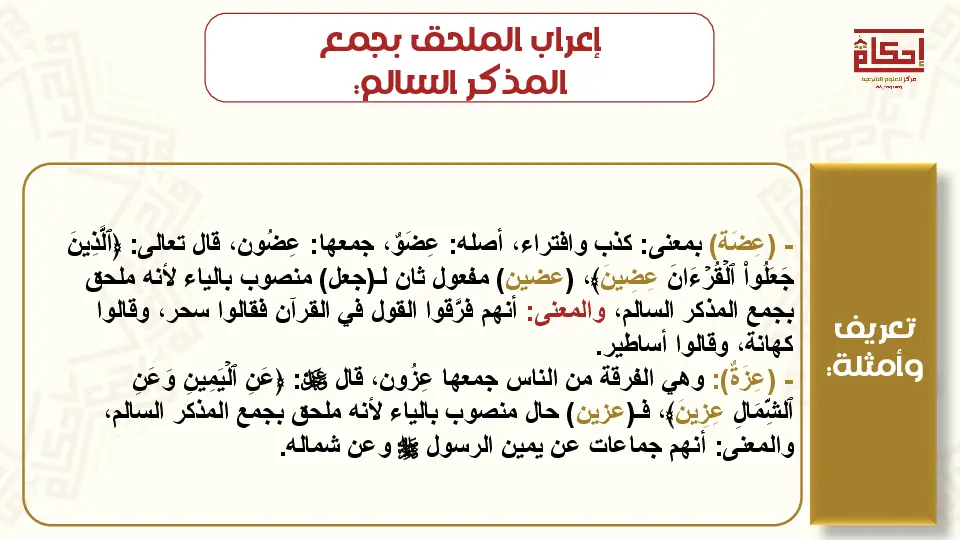 إعراب الملحق بجمع
المذكر السالم:
إحكام
مركز للعلوم الشرعية
- (عِضَة) بمعنى: كذب وافتراء، أصله: عِضَوٌ، جمعها: عِضُون، قال تعالى: ﴿ٱلَّذِينَ
جَعَلُوا۟ ٱلْقُرْءَانَ عِضِينَ﴾، (عضين) مفعول ثان لـ(جعل) منصوب بالياء لأنه ملحق
بجمع المذكر السالم، والمعنى: أنهم فرَّقوا القول في القرآن فقالوا سحر، وقالوا
كهانة، وقالوا أساطير.
- (عِزَةٌ): وهي الفرقة من الناس جمعها عِزُون، قال ﷻ: ﴿عَنِ ٱلْيَمِينِ وَعَنِ
ٱلشِّمَالِ عِزِينَ﴾، فـ(عزين) حال منصوب بالياء لأنه ملحق بجمع المذكر السالم،
والمعنى: أنهم جماعات عن يمين الرسول ﷺ وعن شماله.
تعريف
وأمثلة: